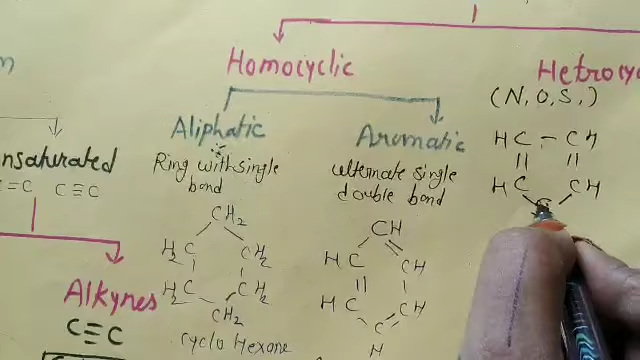 Homocyclic
Hetrocy
(N, O, S, )
Aliphatic
Aromatic
Ring with single
bond
alternate single
double bond
nsaturated
=C C≡C
Alkynes
C≡C
CH2
H2C CH2
H2C CH2
CH2
Cyclo Hexane
CH
HC CH
HC CH
C
H
HC - CH
HC CH